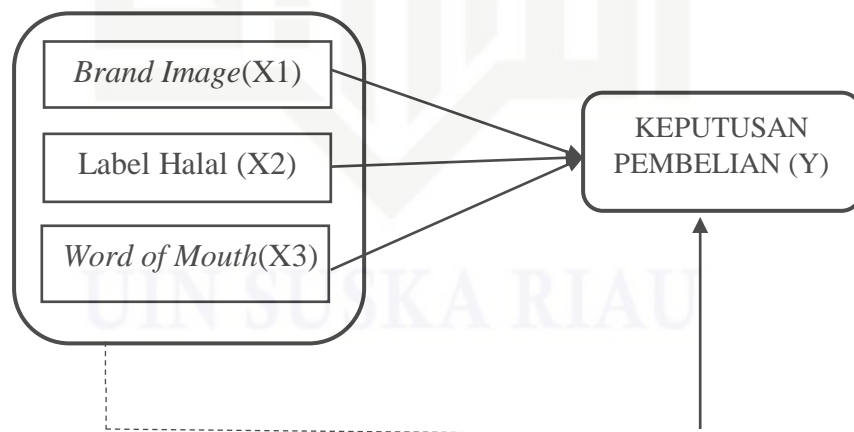 Brand Image(X1)
Label Halal (X2)
Word of Mouth(X3)
KEPUTUSAN
PEMBELIAN (Y)
UIN SUSKA RIAU